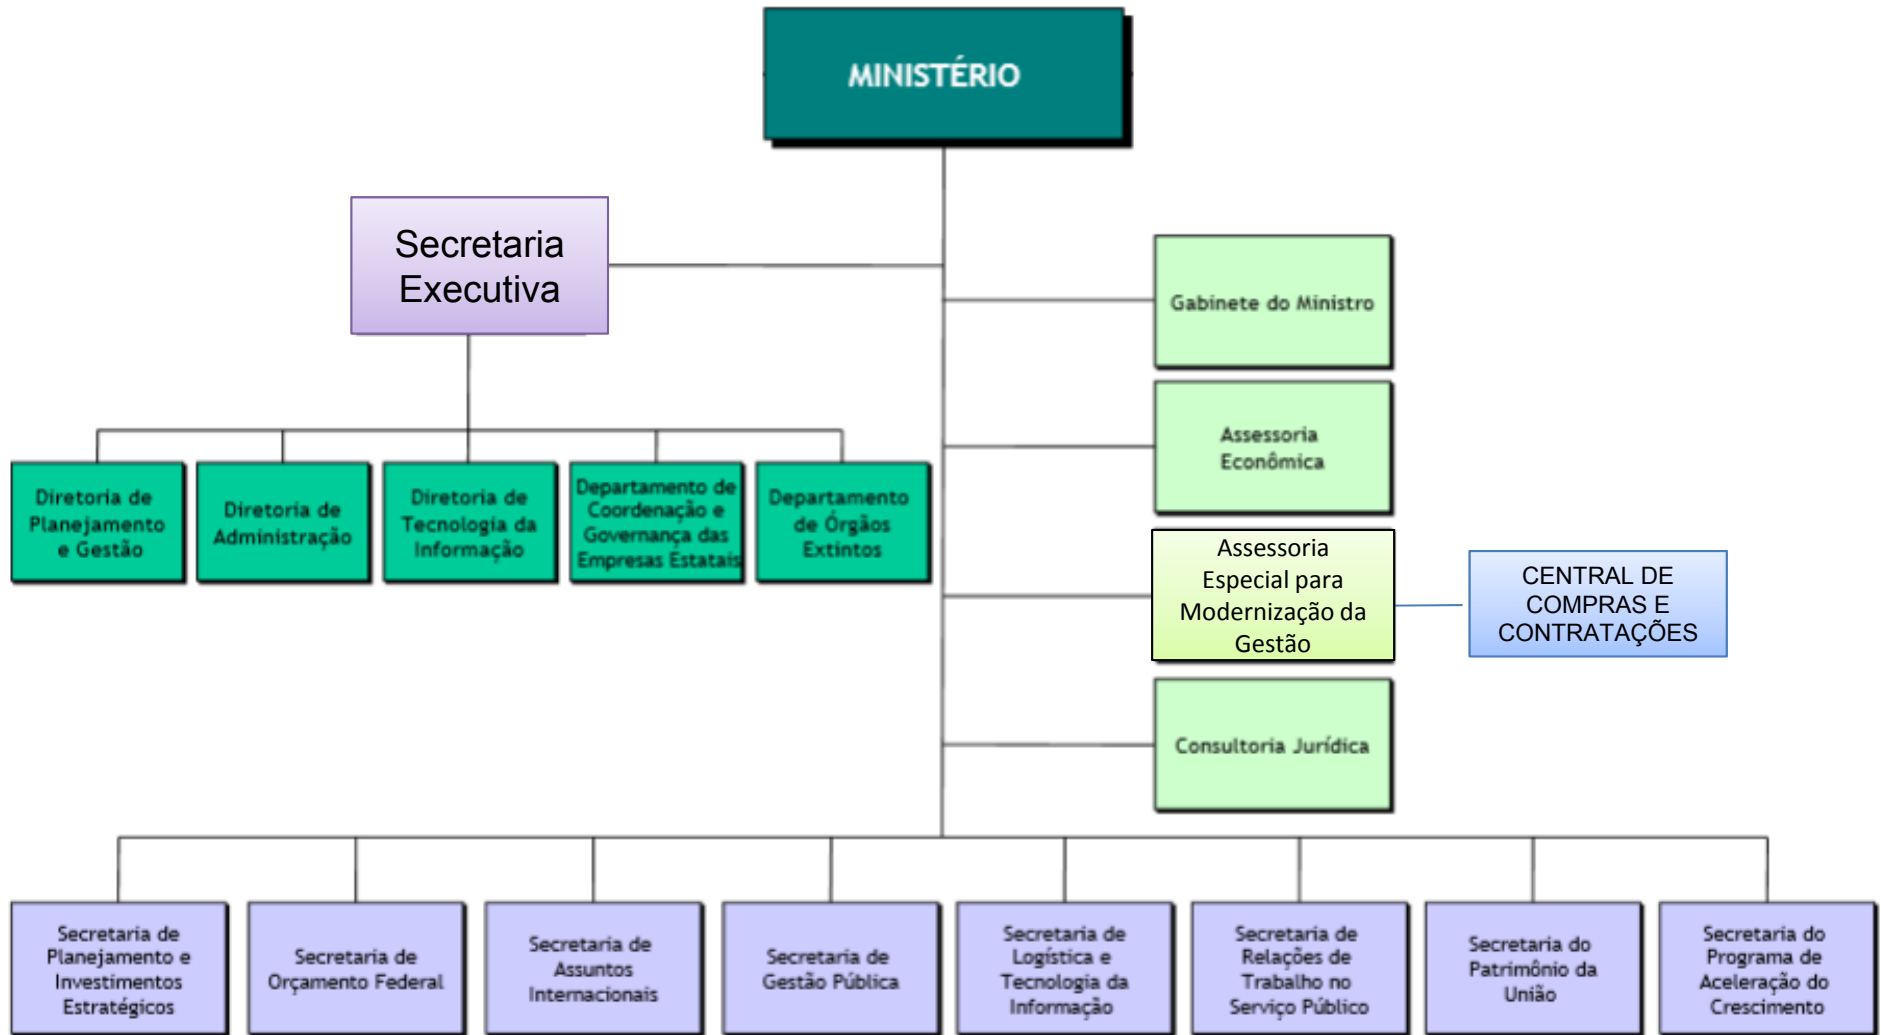 MINISTÉRIO
Secretaria
Executiva
Gabinete do Ministro
Assessoria
Econômica
Diretoria de
Planejamento
e Gestão
Diretoria de
Administração
Diretoria de
Tecnologia da
Informação
Departamento de
Coordenação e
Governança das
Empresas Estatais
Departamento
de Órgãos
Extintos
Assessoria
Especial para
Modernização da
Gestão
CENTRAL DE
COMPRAS E
CONTRATAÇÕES
Consultoria Jurídica
Secretaria de
Planejamento e
Investimentos
Estratégicos
Secretaria de
Orçamento Federal
Secretaria de
Assuntos
Internacionais
Secretaria de
Gestão Pública
Secretaria de
Logística e
Tecnologia da
Informação
Secretaria de
Relações de
Trabalho no
Serviço Público
Secretaria do
Patrimônio da
União
Secretaria do
Programa de
Aceleração do
Crescimento